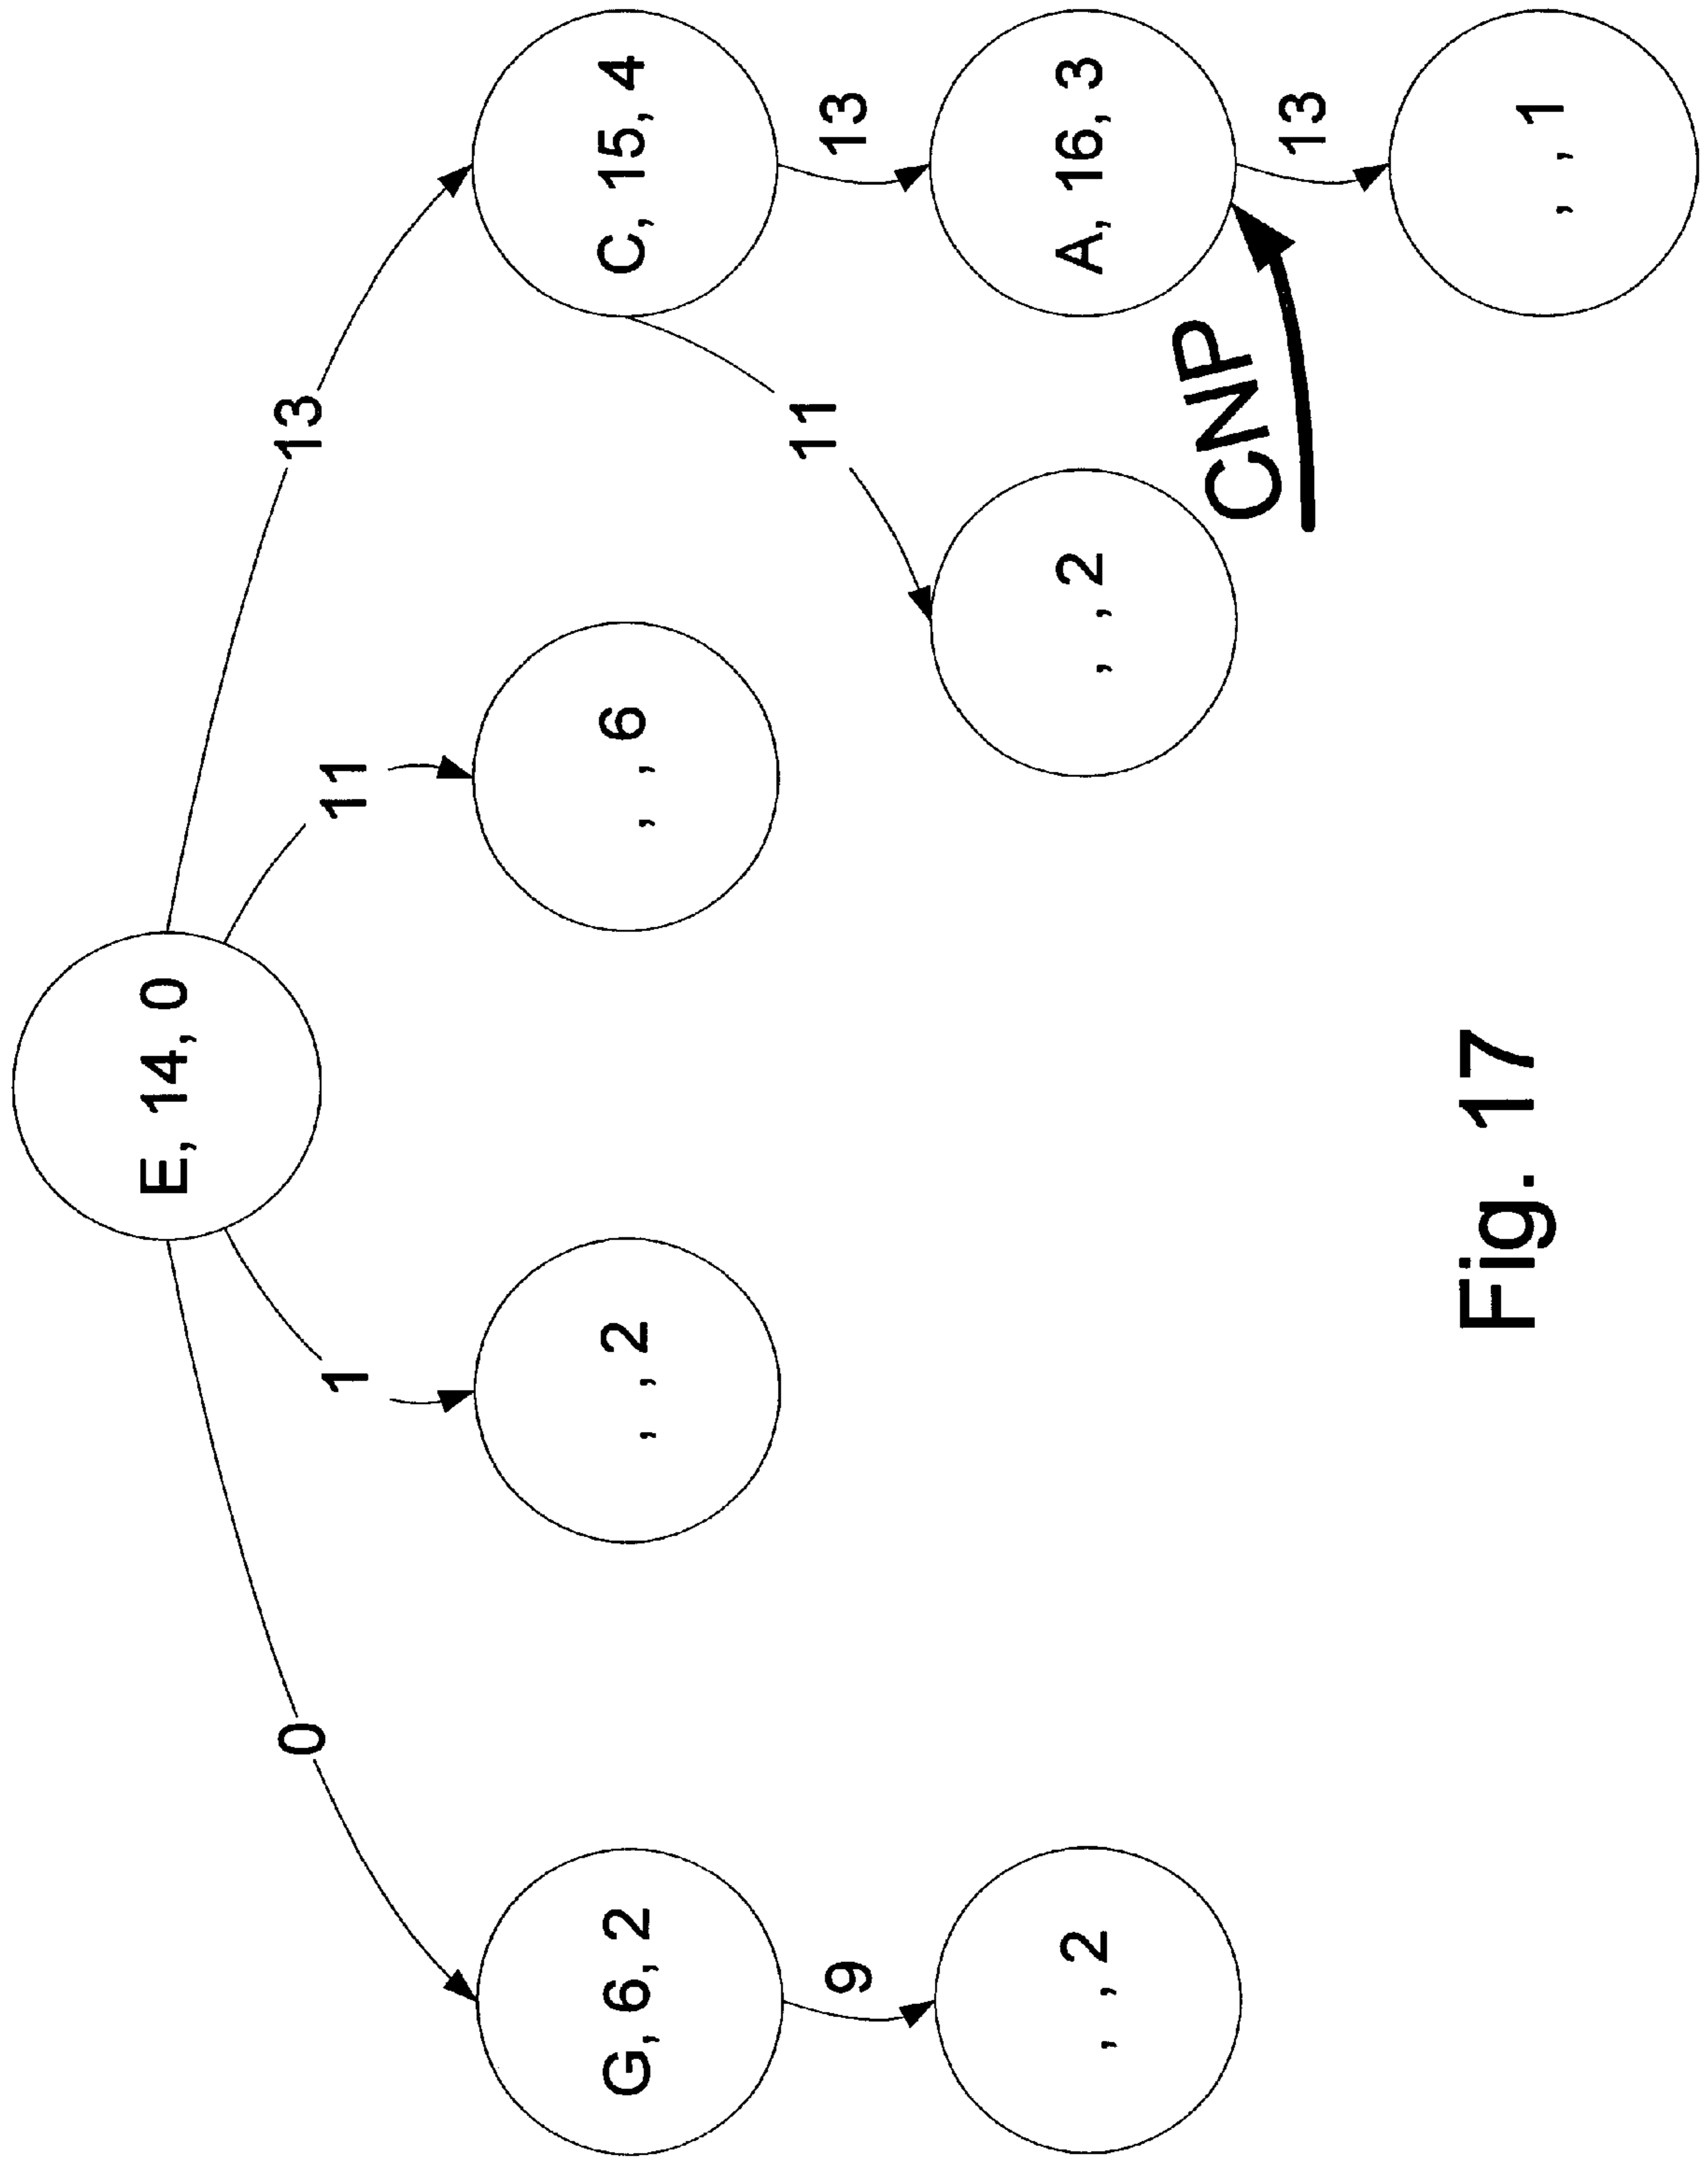 E, 14, 0
0
1
11
13
G, 6, 2
, , 2
, , 6
C, 15, 4
9
11
13
, , 2
, , 2
A, 16, 3
CNP
13
, , 1
Fig. 17